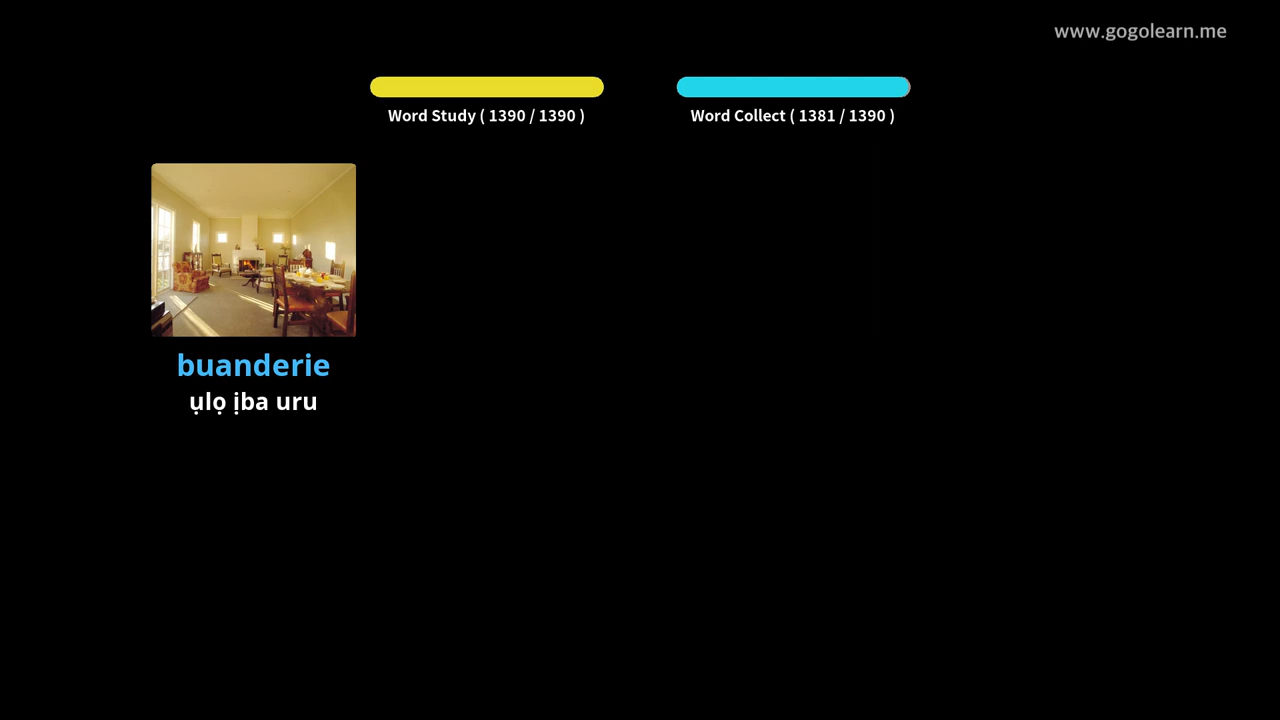 www.gogolearn.me
Word Study ( 1390 / 1390 )
Word Collect ( 1381 / 1390 )
buanderie
ụlọ ịba uru